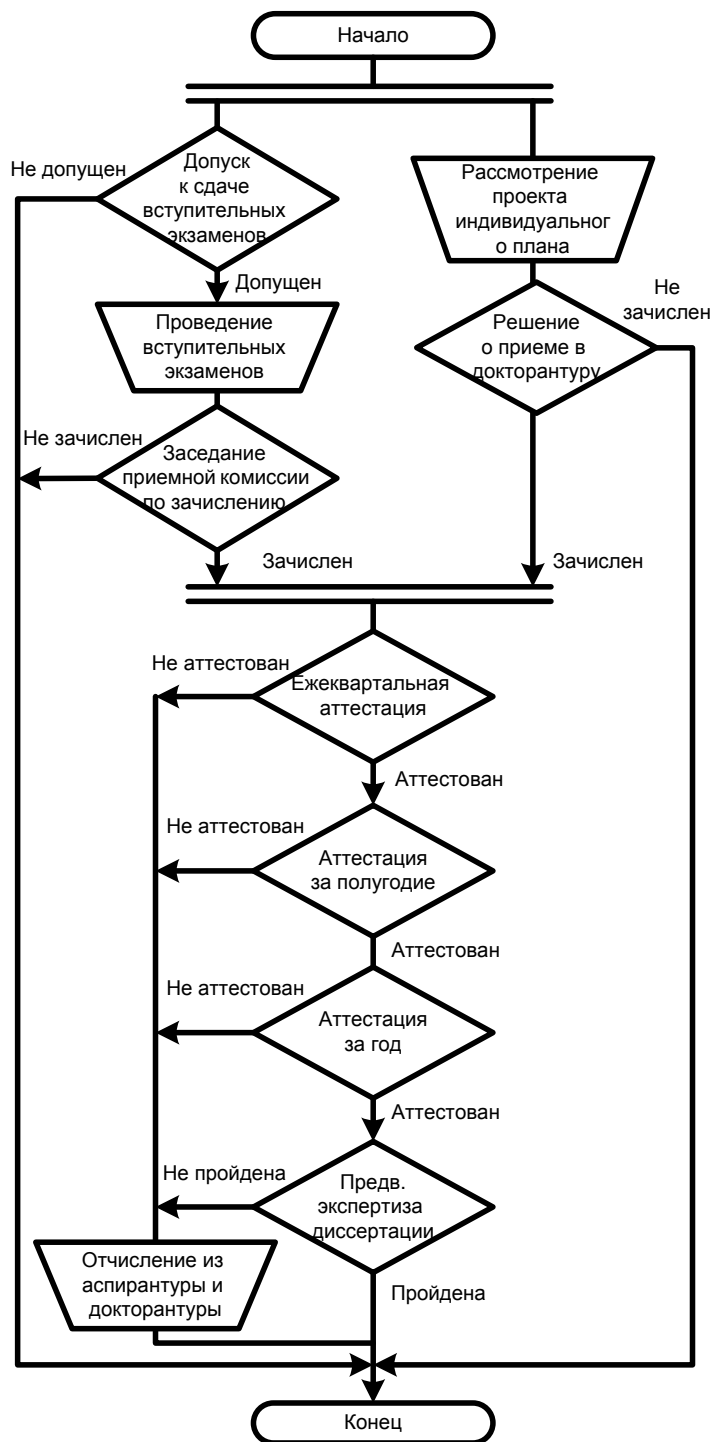 Начало
Не допущен
Допуск
к сдаче
вступительных
экзаменов
Рассмотрение
проекта
индивидуальног
о плана
Допущен
Проведение
вступительных
экзаменов
Решение
о приеме в
докторантуру
Не
зачислен
Не зачислен
Заседание
приемной комиссии
по зачислению
Зачислен
Зачислен
Не аттестован
Ежеквартальная
аттестация
Аттестован
Не аттестован
Аттестация
за полугодие
Аттестован
Не аттестован
Аттестация
за год
Аттестован
Не пройдена
Предв.
экспертиза
диссертации
Отчисление из
аспирантуры и
докторантуры
Пройдена
Конец